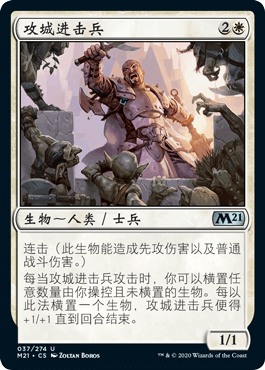 攻城进击兵 2
生物～人类 / 士兵 M21
连击（此生物能造成先攻伤害以及普通
战斗伤害。）
每当攻城进击兵攻击时，你可以横置任
意数量由你操控且未横置的生物。每以
此法横置一个生物，攻城进击兵便得
+1/+1 直到回合结束。
1/1
037/274 U
M21 • CS ZOLTAN BOROS
™ & © 2020 Wizards of the Coast